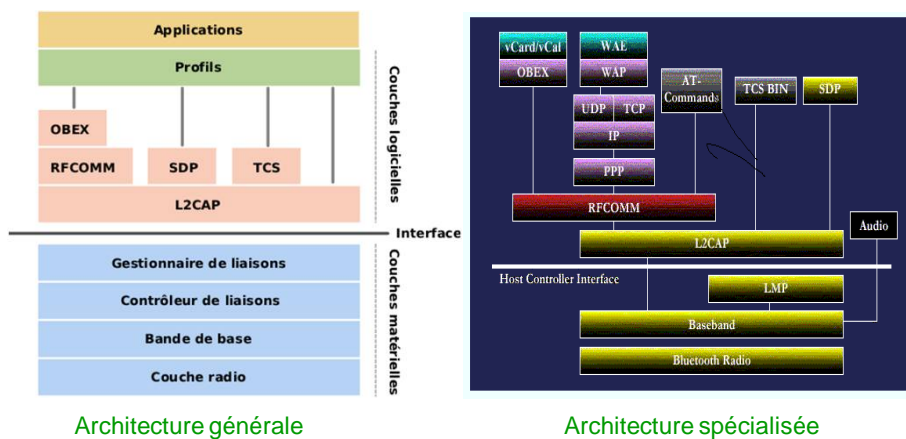 Applications
Profils
OBEX
RFCOMM SDP TCS
L2CAP
Couches logicielles
Interface
Gestionnaire de liaisons
Contrôleur de liaisons
Bande de base
Couche radio
Couches matérielles
Architecture générale
vCard/vCal WAE
OBEX WAP
AT-
Commands
TCS BIN SDP
UDP TCP
IP
PPP
RFCOMM
Audio
L2CAP
Host Controller Interface
LMP
Baseband
Bluetooth Radio
Architecture spécialisée